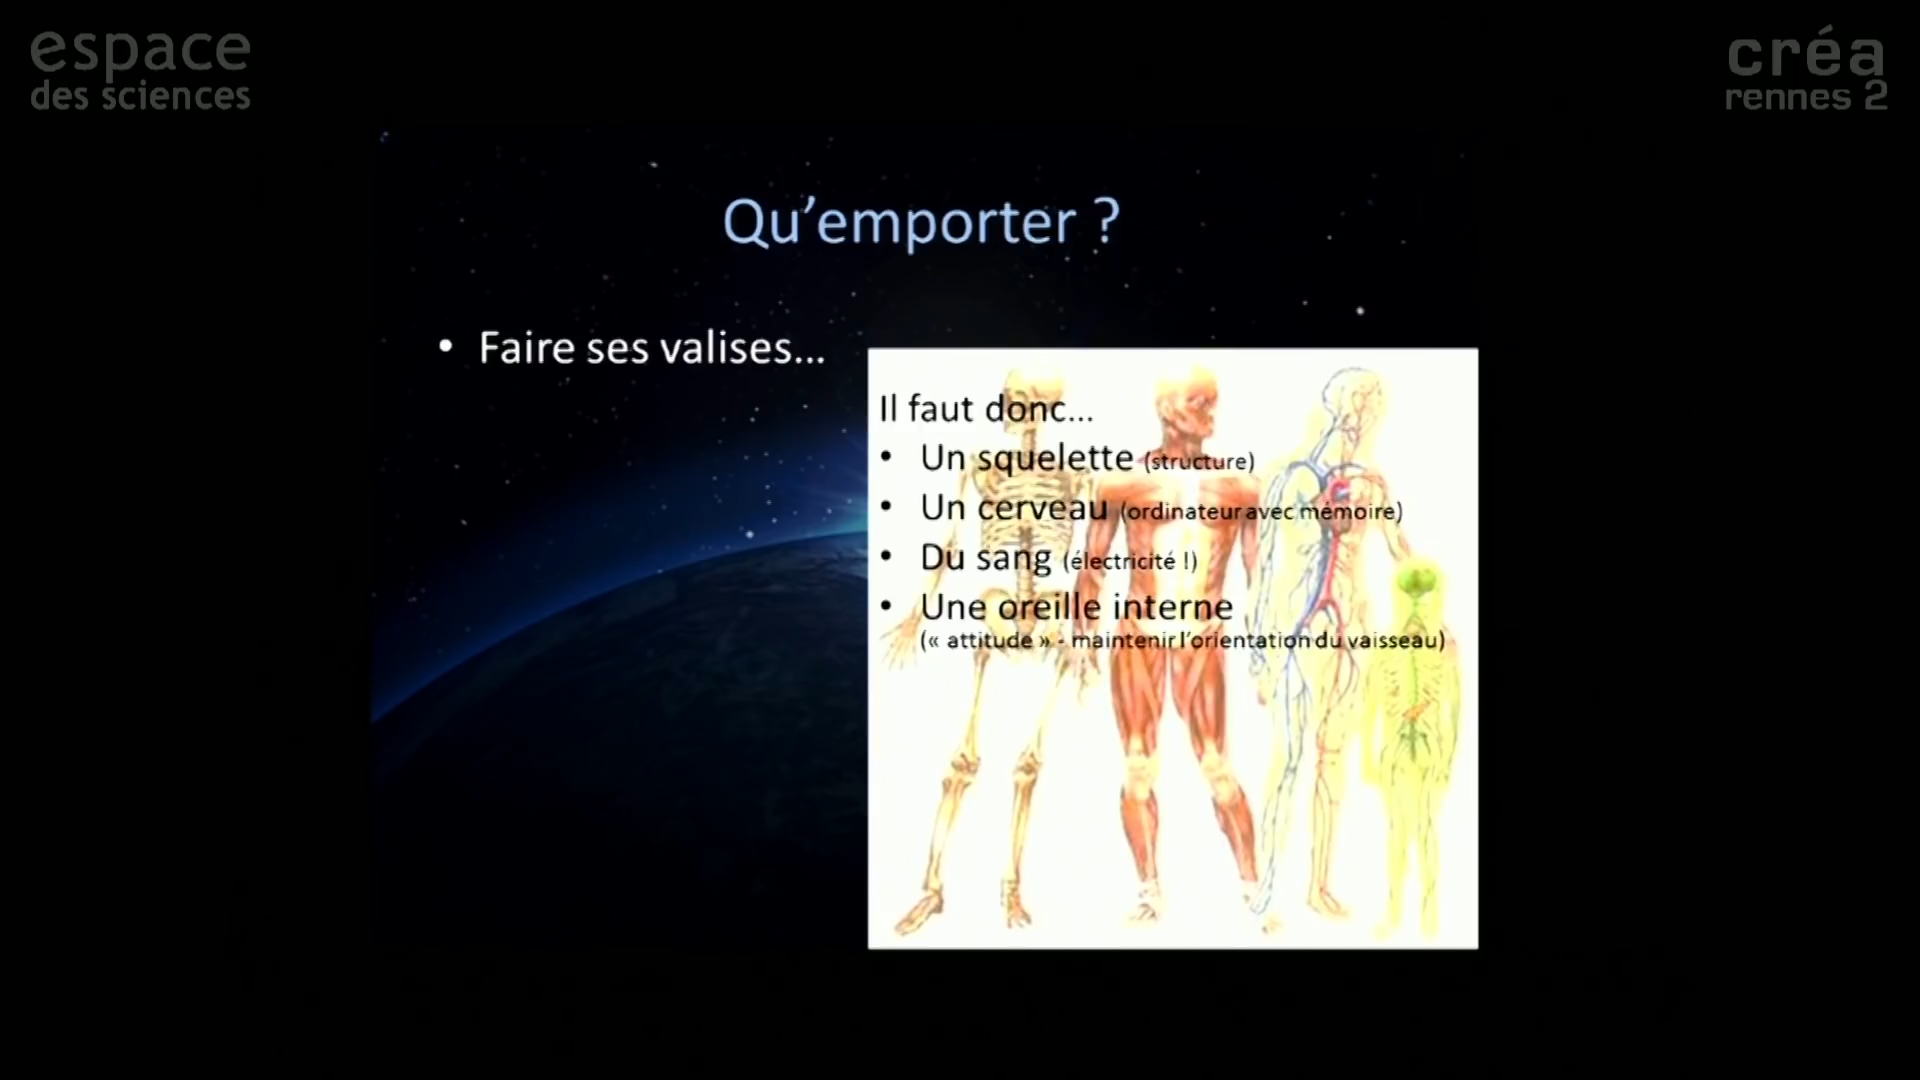 espace
des sciences
créa
rennes 2
Qu’emporter ?
• Faire ses valises...
Il faut donc...
• Un squelette (structure)
• Un cerveau (ordinateur avec mémoire)
• Du sang (électricité !)
• Une oreille interne
(« attitude » - maintenir l’orientation du vaisseau)